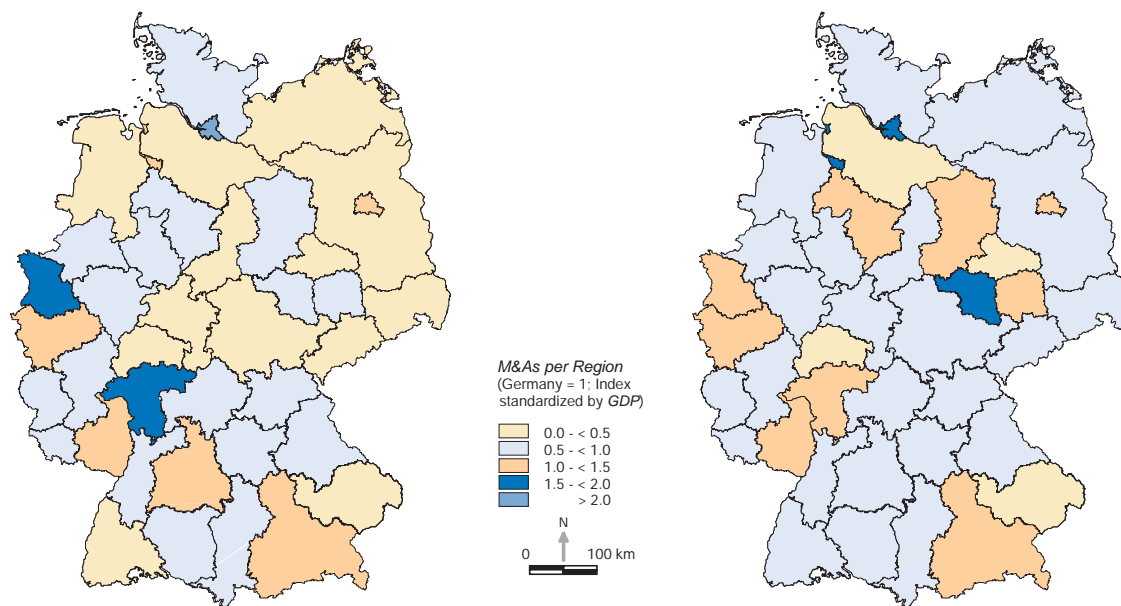 M&As per Region
(Germany = 1; Index
standardized by GDP)
0.0 - < 0.5
0.5 - < 1.0
1.0 - < 1.5
1.5 - < 2.0
> 2.0
N
0 100 km